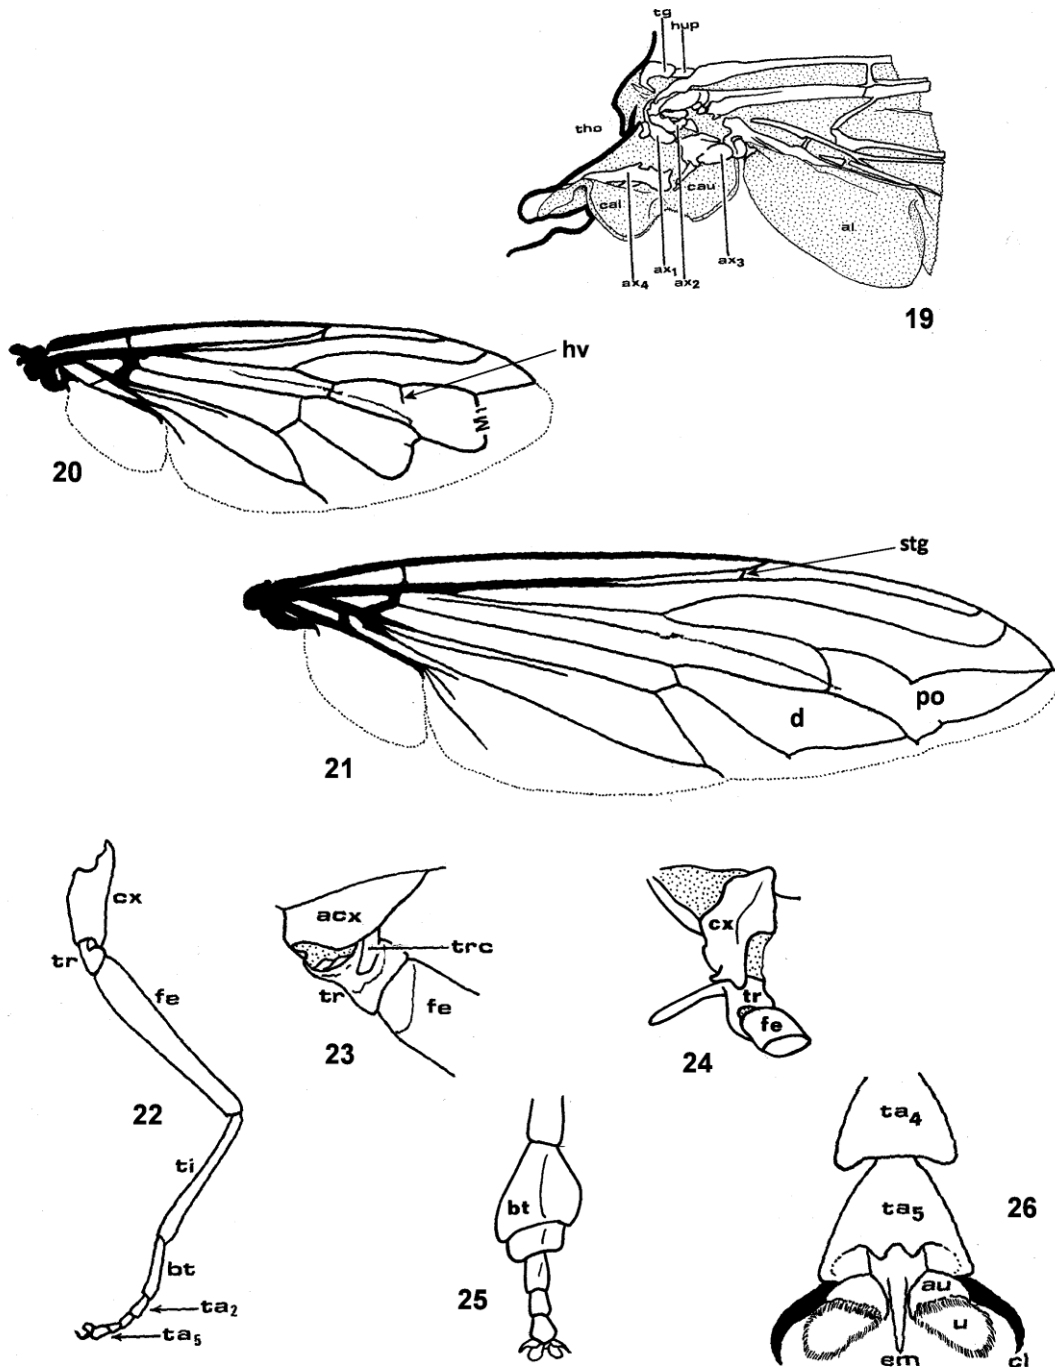 tg
hup
tho
cal
cau
al
ax4
ax1
ax2
ax3
19
hv
M1
20
stg
po
d
21
cx
tr
fe
22
ti
bt
ta2
ta5
acx
trc
tr
fe
23
cx
tr
fe
24
bt
25
ta4
ta5
26
au
u
em
cl